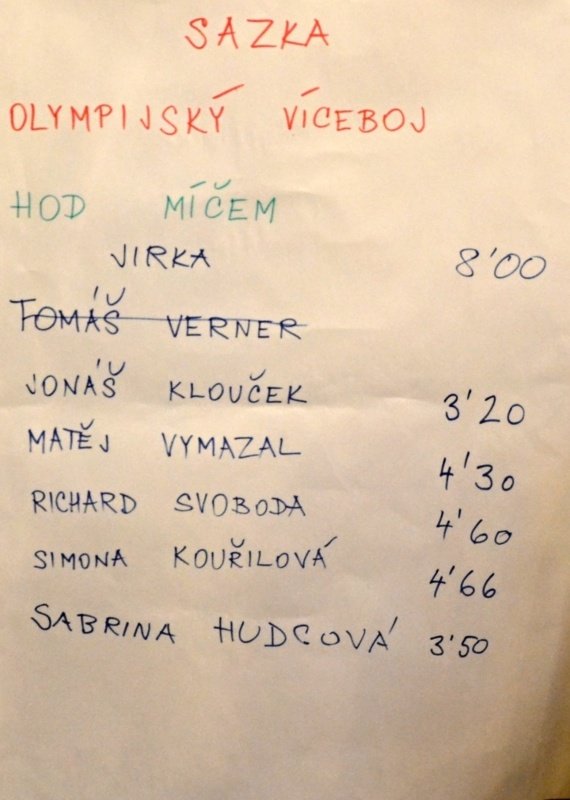 SAZKA
OLYMPIJSKÝ VÍCEBOJ
HOD MÍČEM
JIRKA 8'00
TOMÁŠ VERNER
JONÁŠ KLOUČEK 3'20
MATĚJ VYMAZAL 4'30
RICHARD SVOBODA 4'60
SIMONA KOUŘILOVÁ 4'66
SABRINA HUDCOVÁ 3'50